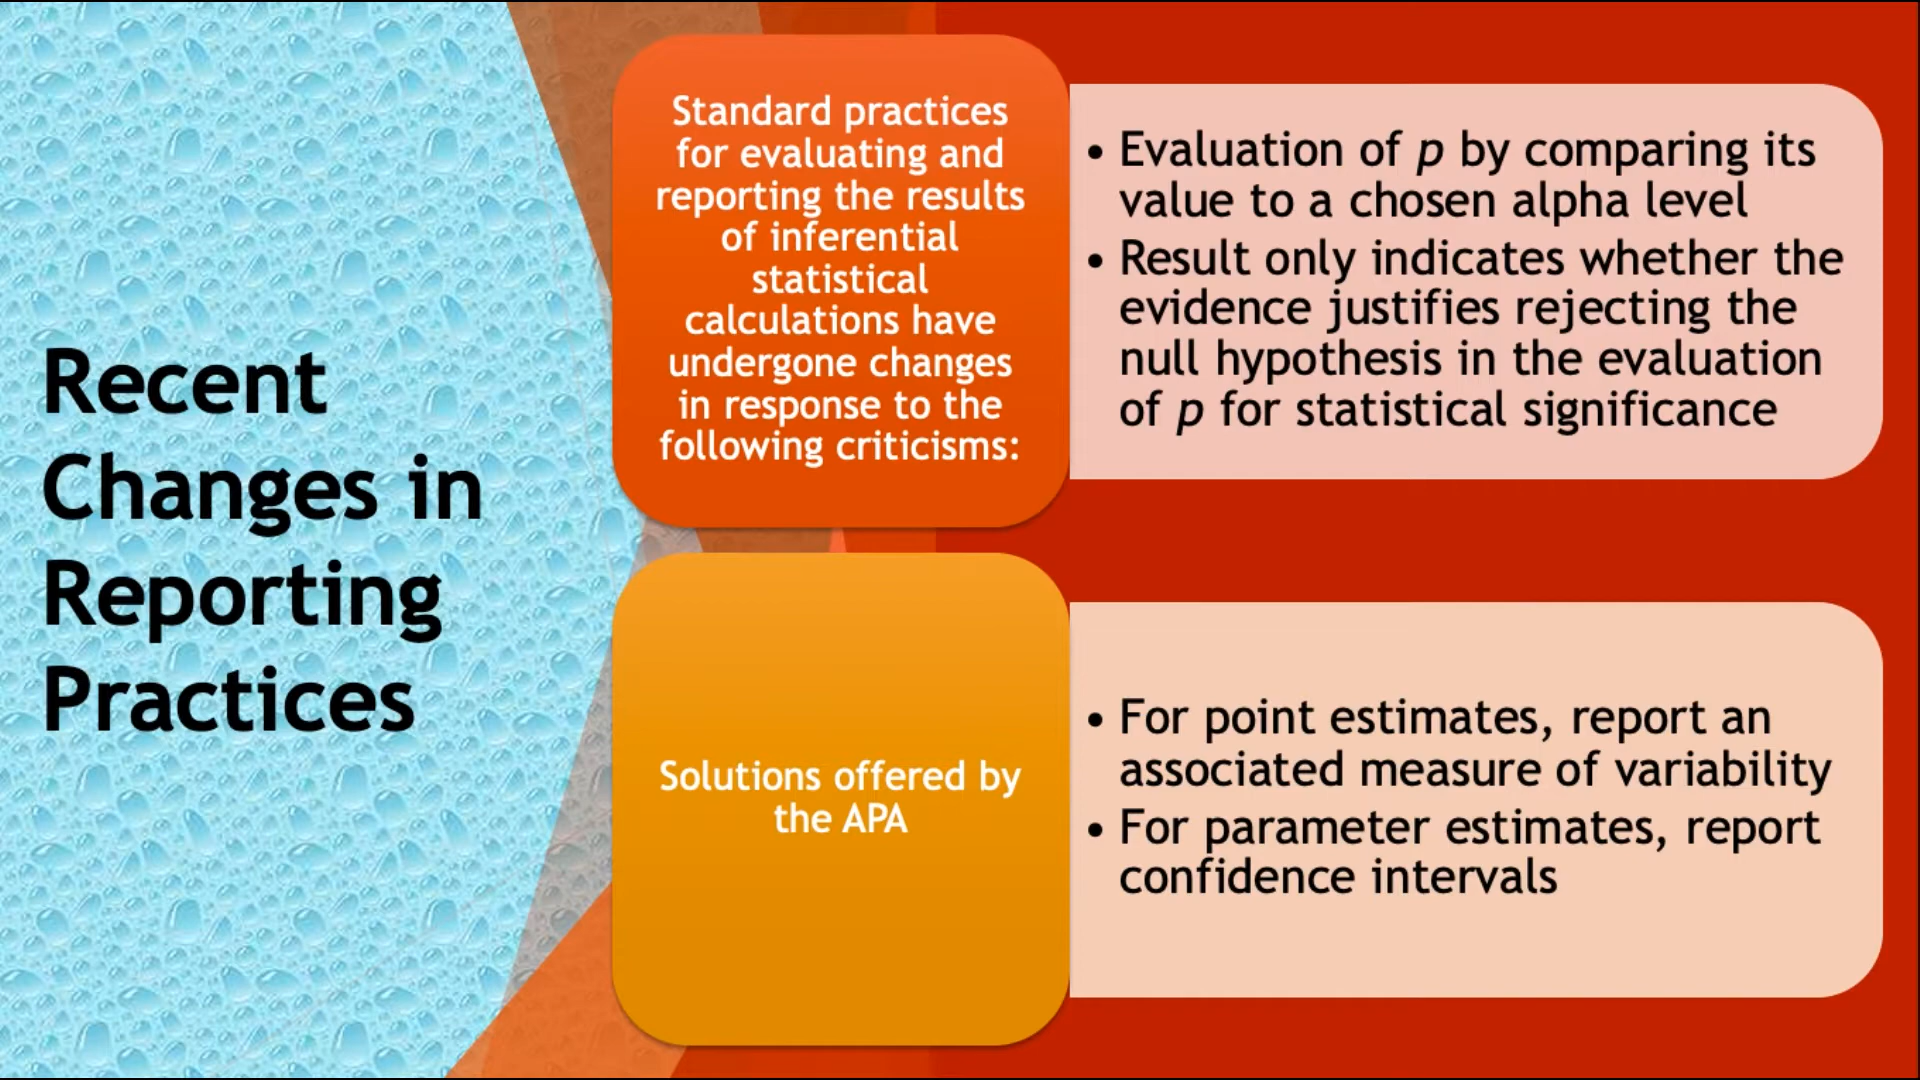 Recent
Changes in
Reporting
Practices
Standard practices
for evaluating and
reporting the results
of inferential
statistical
calculations have
undergone changes
in response to the
following criticisms:
• Evaluation of p by comparing its
value to a chosen alpha level
• Result only indicates whether the
evidence justifies rejecting the
null hypothesis in the evaluation
of p for statistical significance
Solutions offered by
the APA
• For point estimates, report an
associated measure of variability
• For parameter estimates, report
confidence intervals